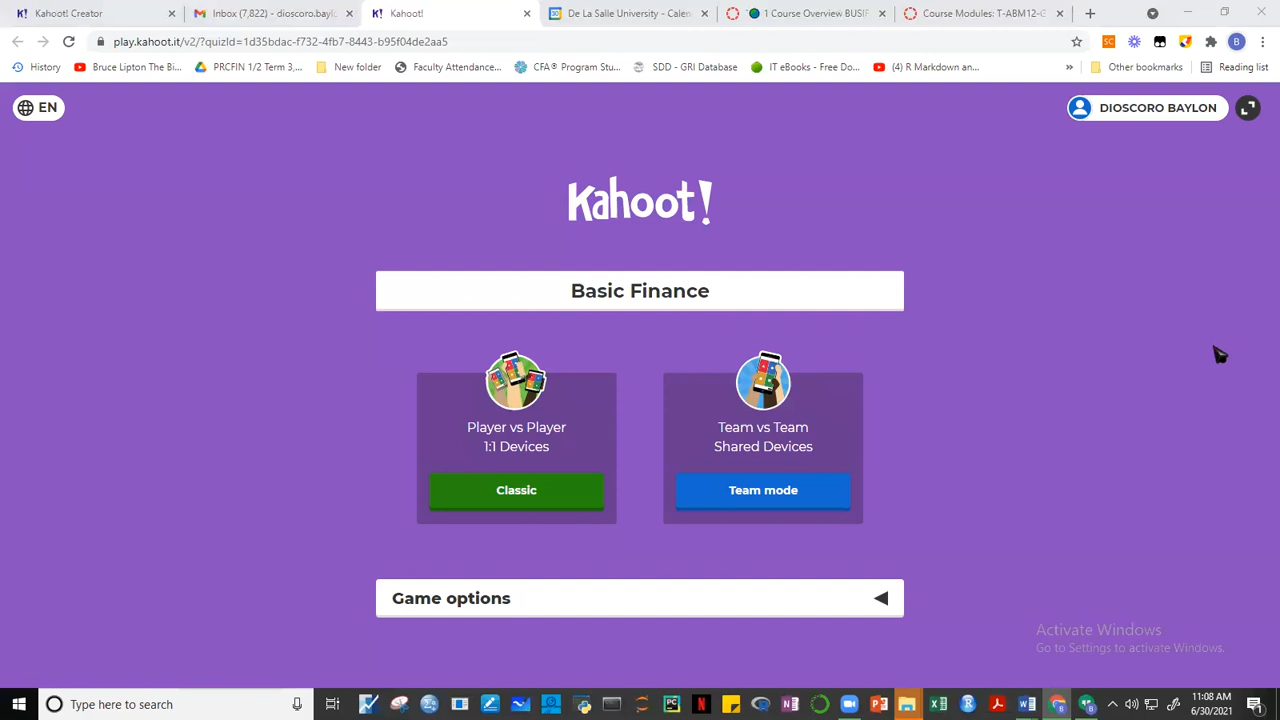 Kahoot! Creator
Inbox (7,822) - dioscoro.baylo
Kahoot!
De La Salle University - Calen
1 Course Overview BUSIF
Course Modules: T-ABM12-C
play.kahoot.it/v2/?quizId=1d35bdac-f732-4fb7-8443-b95f04de2aa5
SC
B
History
Bruce Lipton The Bi...
PRCFIN 1/2 Term 3,...
New folder
Faculty Attendance...
CFA® Program Stu...
SDD - GRI Database
IT eBooks - Free Do...
(4) R Markdown an...
»
Other bookmarks
Reading list
EN
DIOSCORO BAYLON
Kahoot!
Basic Finance
Player vs Player
1:1 Devices
Classic
Team vs Team
Shared Devices
Team mode
Game options
Activate Windows
Go to Settings to activate Windows.
Type here to search
11:08 AM
6/30/2021